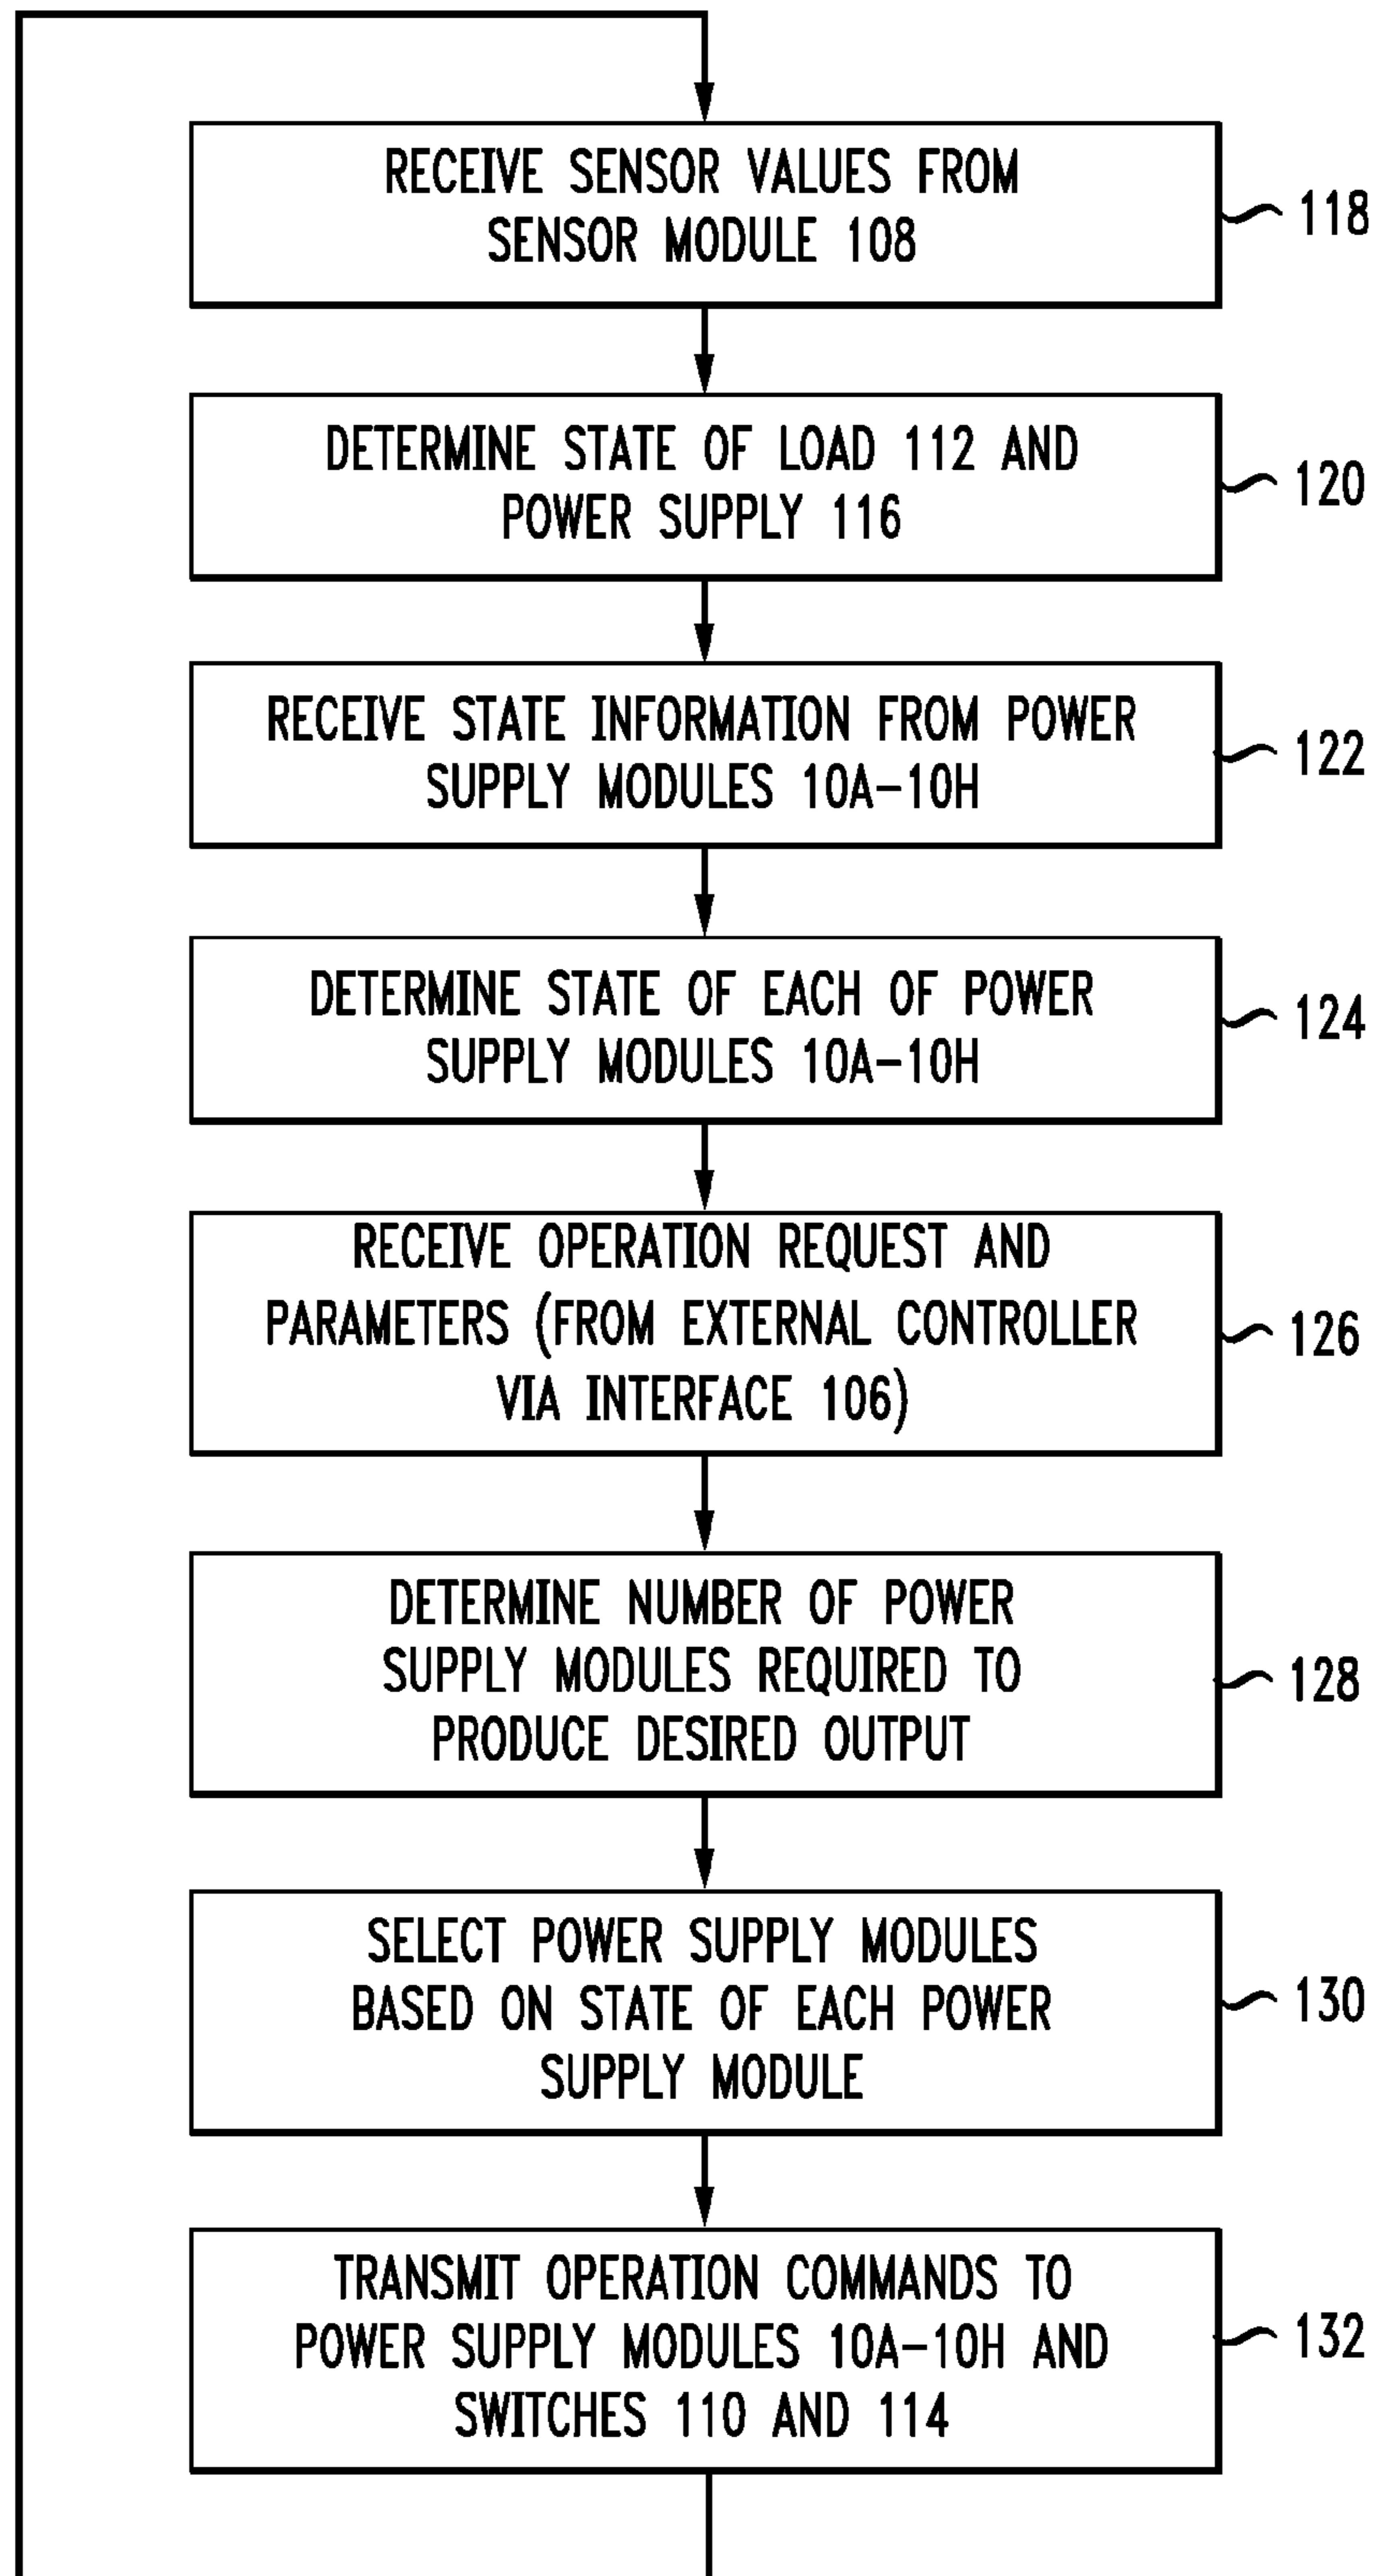 RECEIVE SENSOR VALUES FROM
SENSOR MODULE 108
118
DETERMINE STATE OF LOAD 112 AND
POWER SUPPLY 116
120
RECEIVE STATE INFORMATION FROM POWER
SUPPLY MODULES 10A-10H
122
DETERMINE STATE OF EACH OF POWER
SUPPLY MODULES 10A-10H
124
RECEIVE OPERATION REQUEST AND
PARAMETERS (FROM EXTERNAL CONTROLLER
VIA INTERFACE 106)
126
DETERMINE NUMBER OF POWER
SUPPLY MODULES REQUIRED TO
PRODUCE DESIRED OUTPUT
128
SELECT POWER SUPPLY MODULES
BASED ON STATE OF EACH POWER
SUPPLY MODULE
130
TRANSMIT OPERATION COMMANDS TO
POWER SUPPLY MODULES 10A-10H AND
SWITCHES 110 AND 114
132